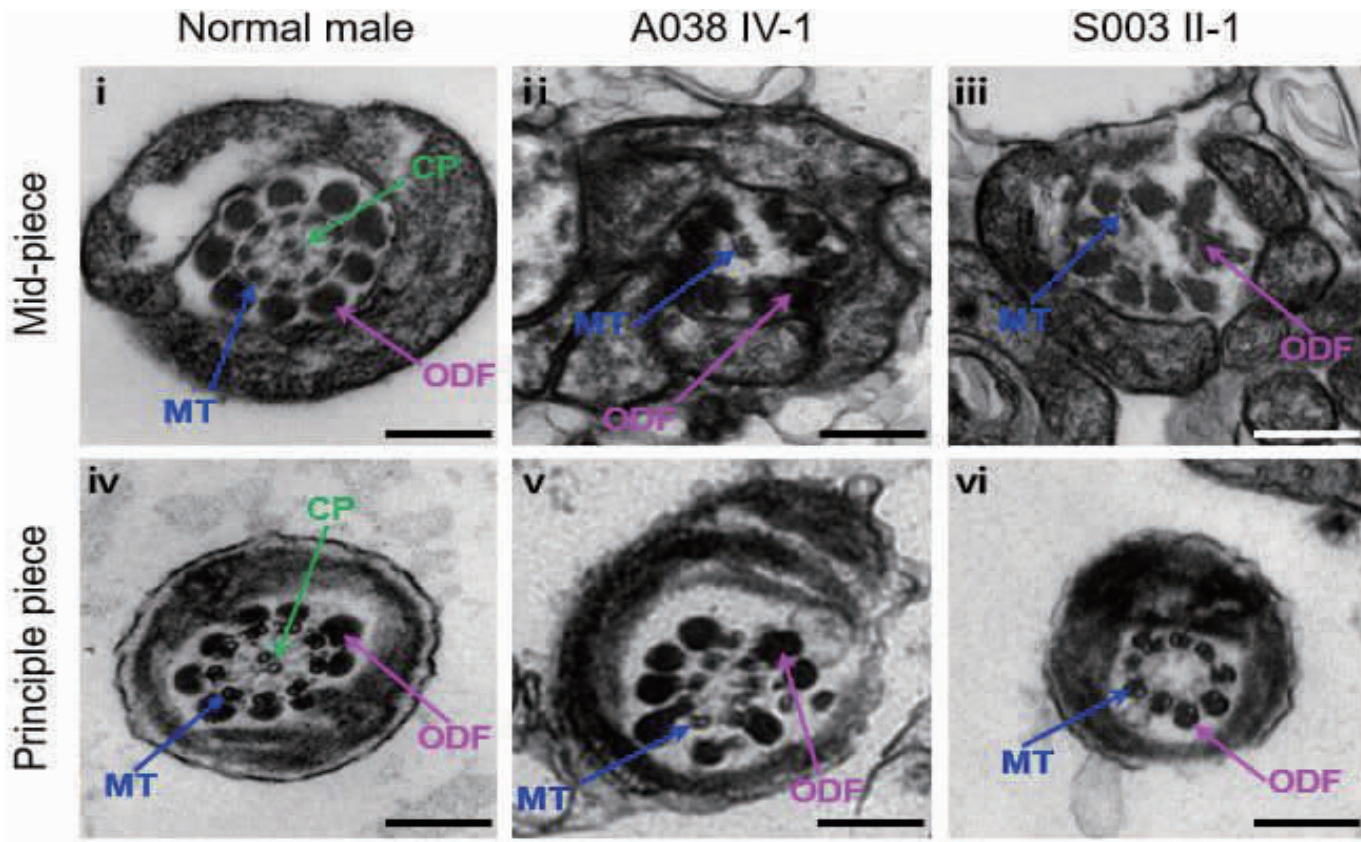 Normal male
A038 IV-1
S003 II-1
Mid-piece
i
CP
MT
ODF
ii
MT
ODF
iii
MT
ODF
Principle piece
iv
CP
MT
ODF
v
MT
ODF
vi
MT
ODF